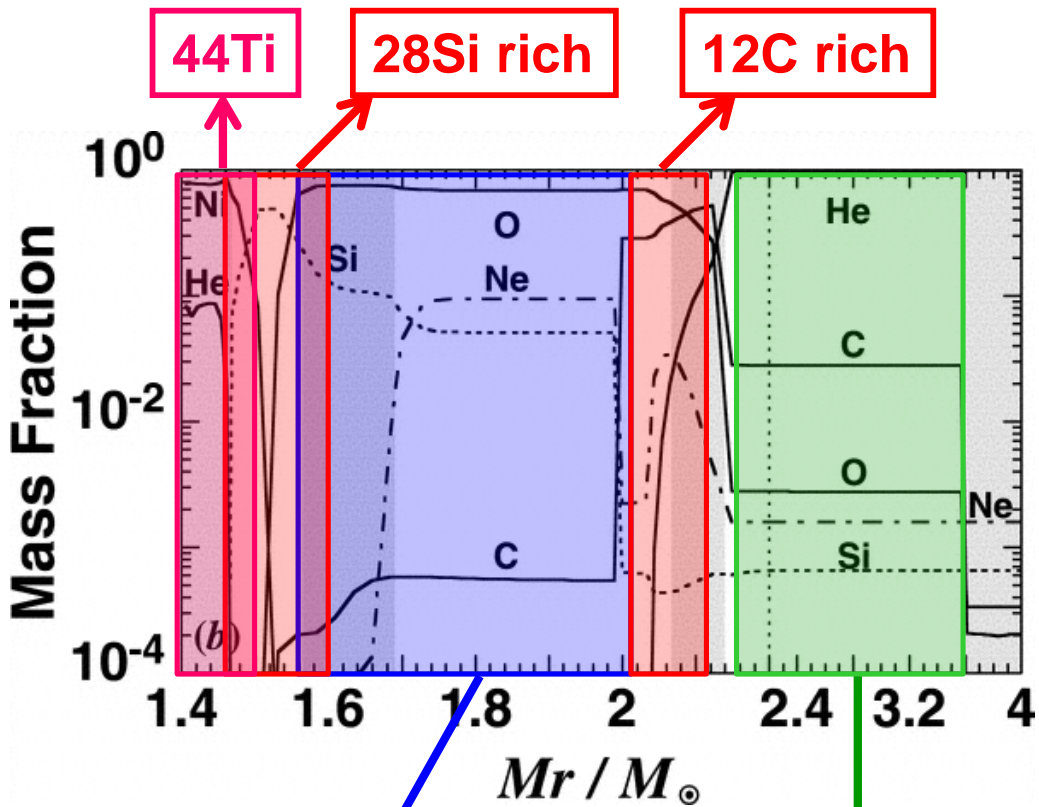 44Ti
28Si rich
12C rich
10^0
Ni
He
O
He
Si
Ne
Mass Fraction
C
10^-2
O
Ne
C
Si
(b)
10^-4
1.4
1.6
1.8
2
2.4
3.2
4
Mr / M⊙